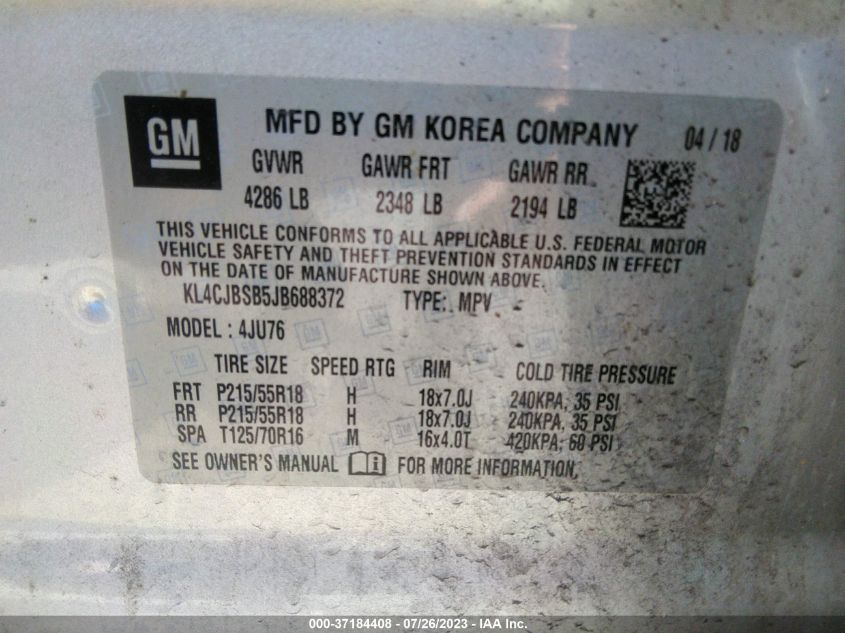 GM
MFD BY GM KOREA COMPANY 04 / 18
GVWR GAWR FRT GAWR RR
4286 LB 2348 LB 2194 LB
THIS VEHICLE CONFORMS TO ALL APPLICABLE U.S. FEDERAL MOTOR
VEHICLE SAFETY AND THEFT PREVENTION STANDARDS IN EFFECT
ON THE DATE OF MANUFACTURE SHOWN ABOVE.
KL4CJBSB5JB688372 TYPE: MPV
MODEL: 4JU76
TIRE SIZE SPEED RTG RIM COLD TIRE PRESSURE
FRT P215/55R18 H 18x7.0J 240KPA, 35 PSI
RR P215/55R18 H 18x7.0J 240KPA, 35 PSI
SPA T125/70R16 M 16x4.0T 420KPA, 60 PSI
SEE OWNER'S MANUAL FOR MORE INFORMATION.
000-37184408 - 07/26/2023 - IAA Inc.